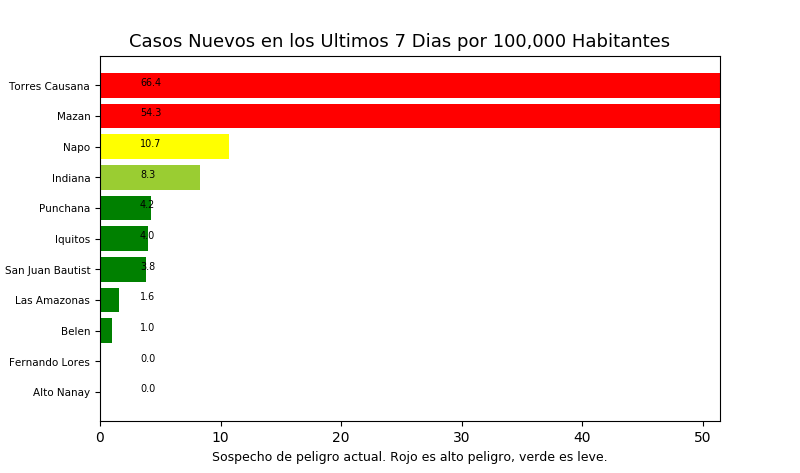 Casos Nuevos en los Ultimos 7 Dias por 100,000 Habitantes
Torres Causana 66.4
Mazan 54.3
Napo 10.7
Indiana 8.3
Punchana 4.2
Iquitos 4.0
San Juan Bautist 3.8
Las Amazonas 1.6
Belen 1.0
Fernando Lores 0.0
Alto Nanay 0.0
0 10 20 30 40 50
Sospecho de peligro actual. Rojo es alto peligro, verde es leve.